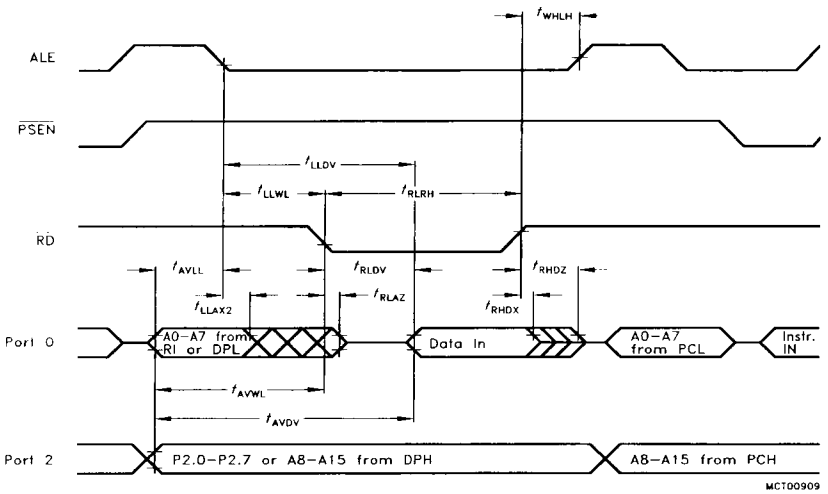 tWHLH
ALE
PSEN
tLLDV
tLLWL
tRLRH
RD
tAVLL
tRLDV
tRHDZ
tLLAX2
tRLAZ
tRHDX
Port 0
A0-A7 from
RI or DPL
Data In
A0-A7
from PCL
Instr.
IN
tAVWL
tAVDV
Port 2
P2.0-P2.7 or A8-A15 from DPH
A8-A15 from PCH
MCT00909